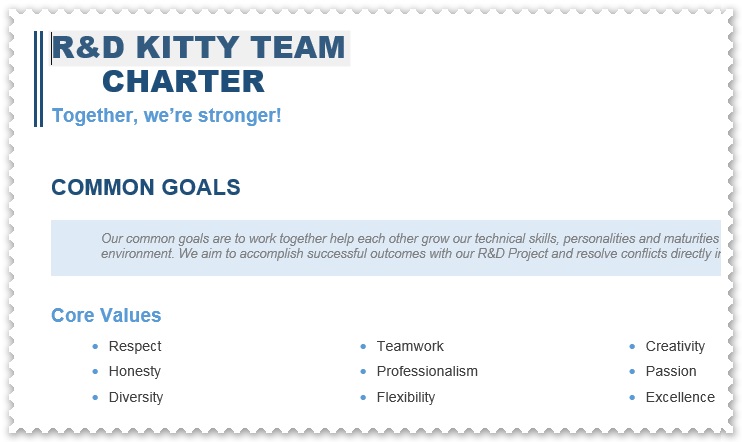 R&D KITTY TEAM
CHARTER
Together, we're stronger!
COMMON GOALS
Our common goals are to work together help each other grow our technical skills, personalities and maturities
environment. We aim to accomplish successful outcomes with our R&D Project and resolve conflicts directly
Core Values
• Respect • Teamwork • Creativity
• Honesty • Professionalism • Passion
• Diversity • Flexibility • Excellence